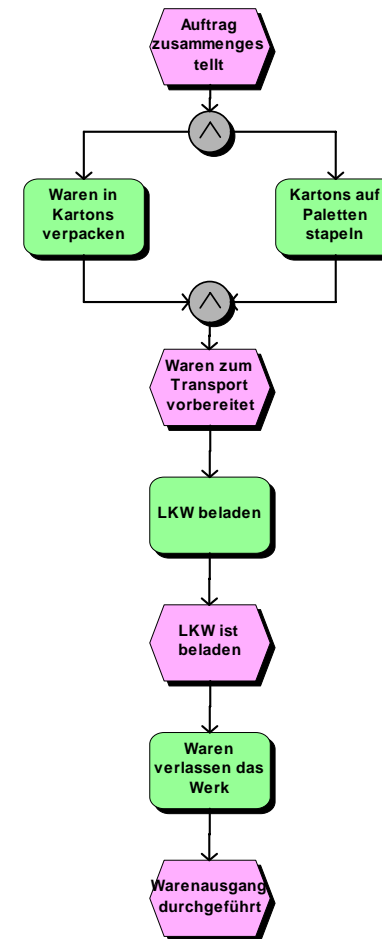 Auftrag
zusammenges
tellt
Waren in
Kartons
verpacken
Kartons auf
Paletten
stapeln
Waren zum
Transport
vorbereitet
LKW beladen
LKW ist
beladen
Waren
verlassen das
Werk
Warenausgang
durchgeführt